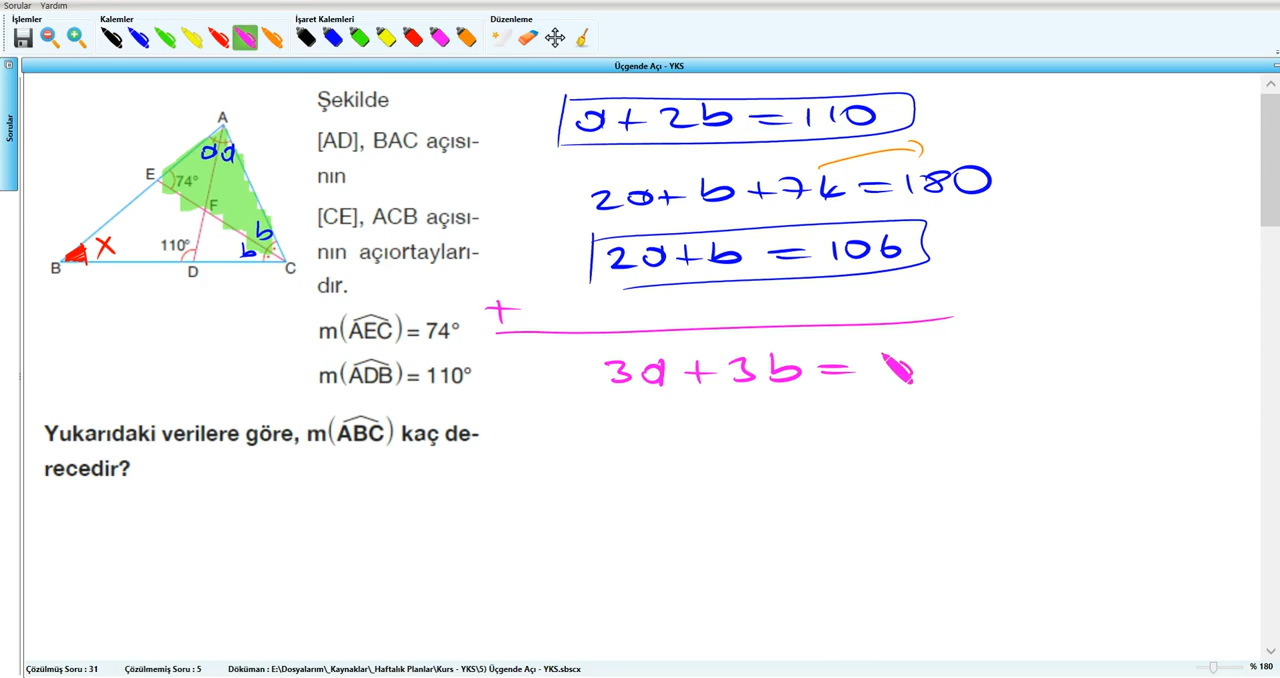 Sorular Yardım
İşlemler Kalemler İşaret Kalemleri Düzenleme
Üçgende Açı - YKS
Sorular
A
a a
E 74°
F
b
110° b
x
B D C
Şekilde
[AD], BAC açısı-
nın
[CE], ACB açısı-
nın açıortayları-
dır.
m(AEC) = 74°
m(ADB) = 110°
Yukarıdaki verilere göre, m(ABC) kaç de-
recedir?
a + 2b = 110
2a + b + 74 = 180
2a + b = 106
+
3a + 3b =
Çözülmüş Soru : 31 Çözülmemiş Soru : 5 Döküman : E:\Dosyalarım\_Kaynaklar\_Haftalık Planlar\Kurs - YKS\5) Üçgende Açı - YKS.sbscx % 180